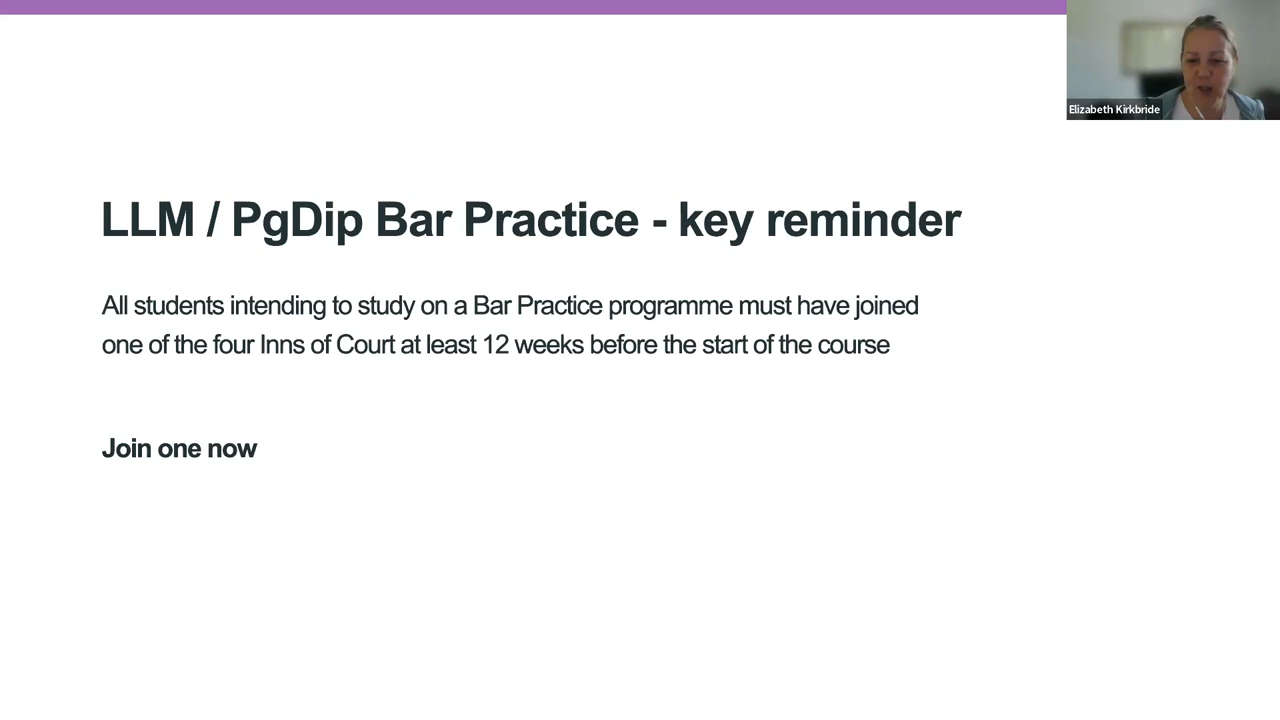 Elizabeth Kirkbride
LLM / PgDip Bar Practice - key reminder
All students intending to study on a Bar Practice programme must have joined
one of the four Inns of Court at least 12 weeks before the start of the course
Join one now